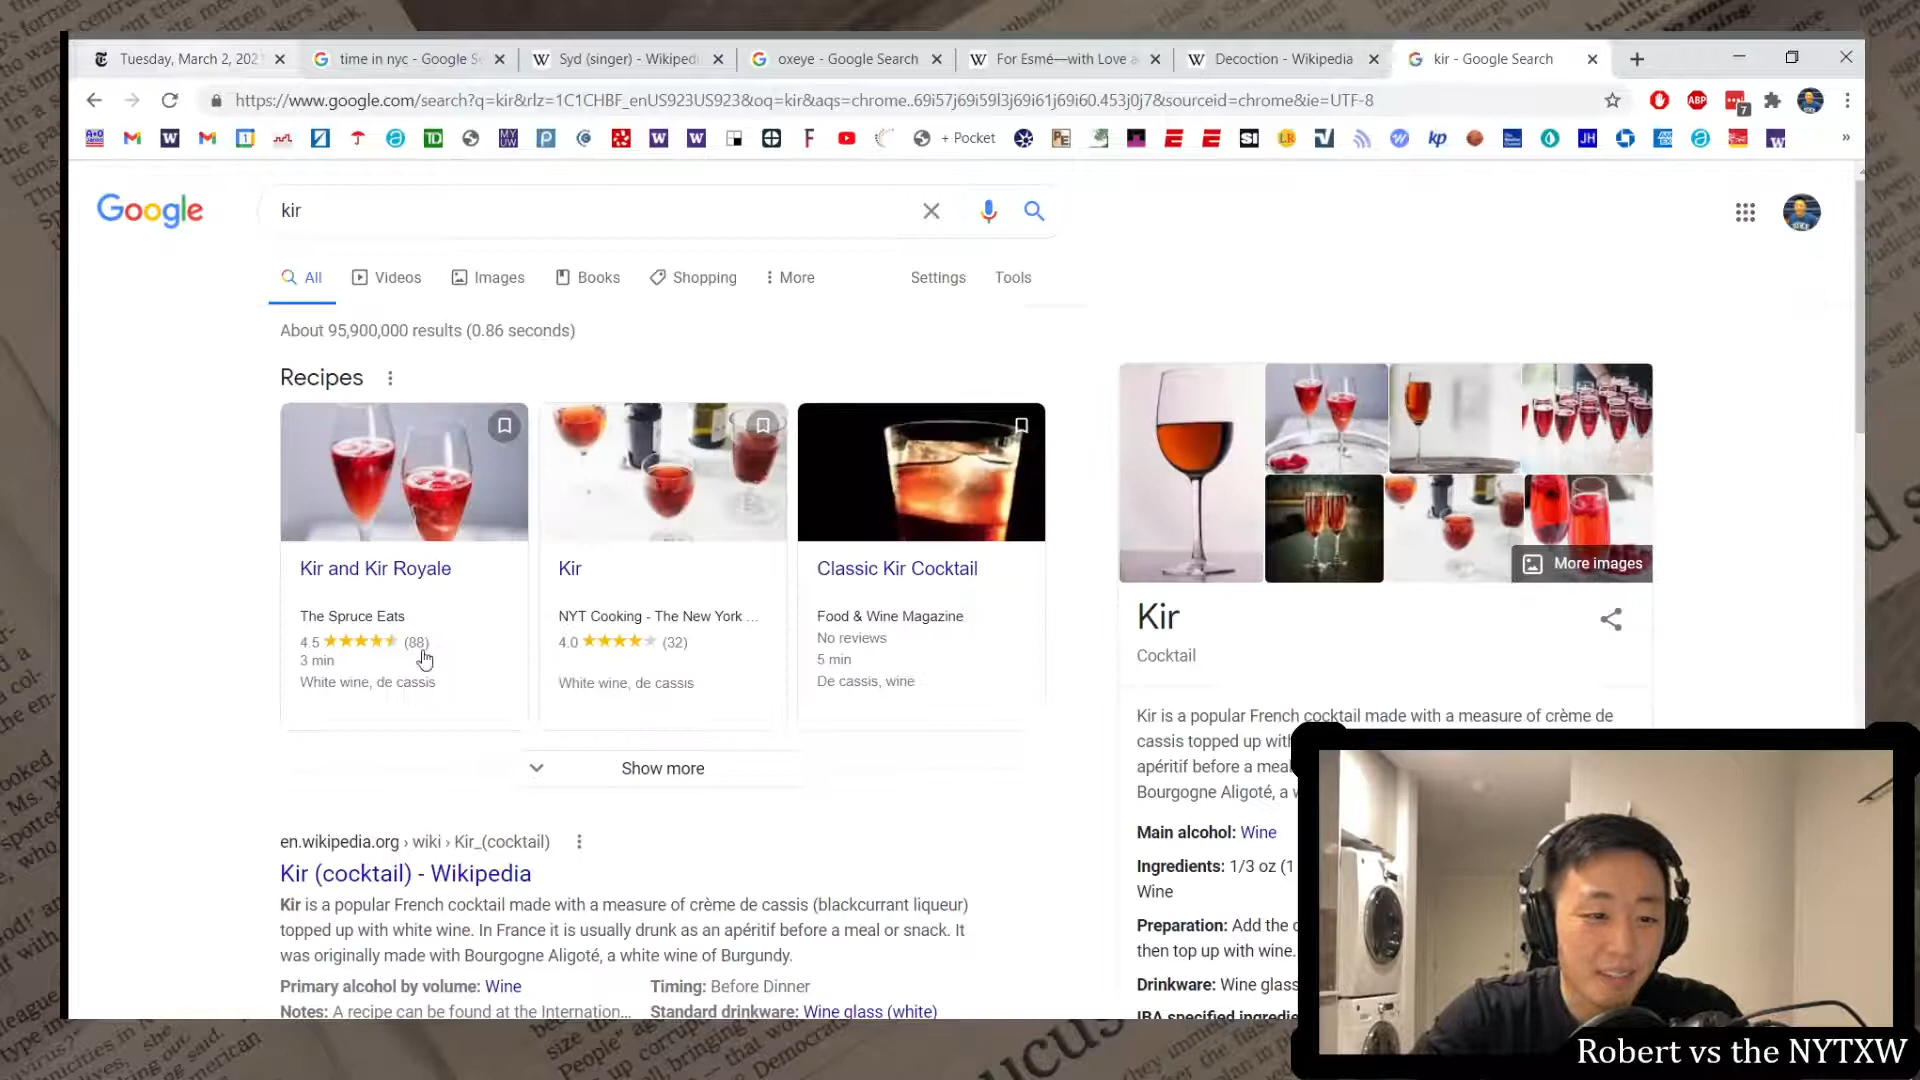 Tuesday, March 2, 202
time in nyc - Google S
Syd (singer) - Wikiped
oxeye - Google Search
For Esmé—with Love a
Decoction - Wikipedia
kir - Google Search
https://www.google.com/search?q=kir&rlz=1C1CHBF_enUS923US923&oq=kir&aqs=chrome..69i57j69i59l3j69i61j69i60.453j0j7&sourceid=chrome&ie=UTF-8
ABP
7
+ Pocket
Google
kir
All
Videos
Images
Books
Shopping
More
Settings
Tools
About 95,900,000 results (0.86 seconds)
Recipes
Kir and Kir Royale
The Spruce Eats
4.5 (88)
3 min
White wine, de cassis
Kir
NYT Cooking - The New York ...
4.0 (32)
White wine, de cassis
Classic Kir Cocktail
Food & Wine Magazine
No reviews
5 min
De cassis, wine
Show more
en.wikipedia.org › wiki › Kir_(cocktail)
Kir (cocktail) - Wikipedia
Kir is a popular French cocktail made with a measure of crème de cassis (blackcurrant liqueur)
topped up with white wine. In France it is usually drunk as an apéritif before a meal or snack. It
was originally made with Bourgogne Aligoté, a white wine of Burgundy.
Primary alcohol by volume: Wine
Timing: Before Dinner
Notes: A recipe can be found at the Internation...
Standard drinkware: Wine glass (white)
More images
Kir
Cocktail
Kir is a popular French cocktail made with a measure of crème de
cassis topped up with
apéritif before a meal
Bourgogne Aligoté, a w
Main alcohol: Wine
Ingredients: 1/3 oz (1
Wine
Preparation: Add the c
then top up with wine.
Drinkware: Wine glass
IBA specified ingredie
Robert vs the NYTXW